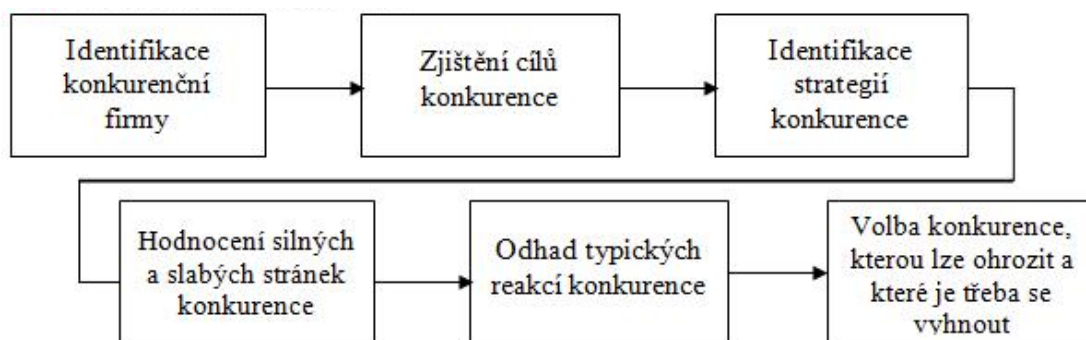 Identifikace
konkurenční
firmy
Zjištění cílů
konkurence
Identifikace
strategií
konkurence
Hodnocení silných
a slabých stránek
konkurence
Odhad typických
reakcí konkurence
Volba konkurence,
kterou lze ohrozit a
které je třeba se
vyhnout